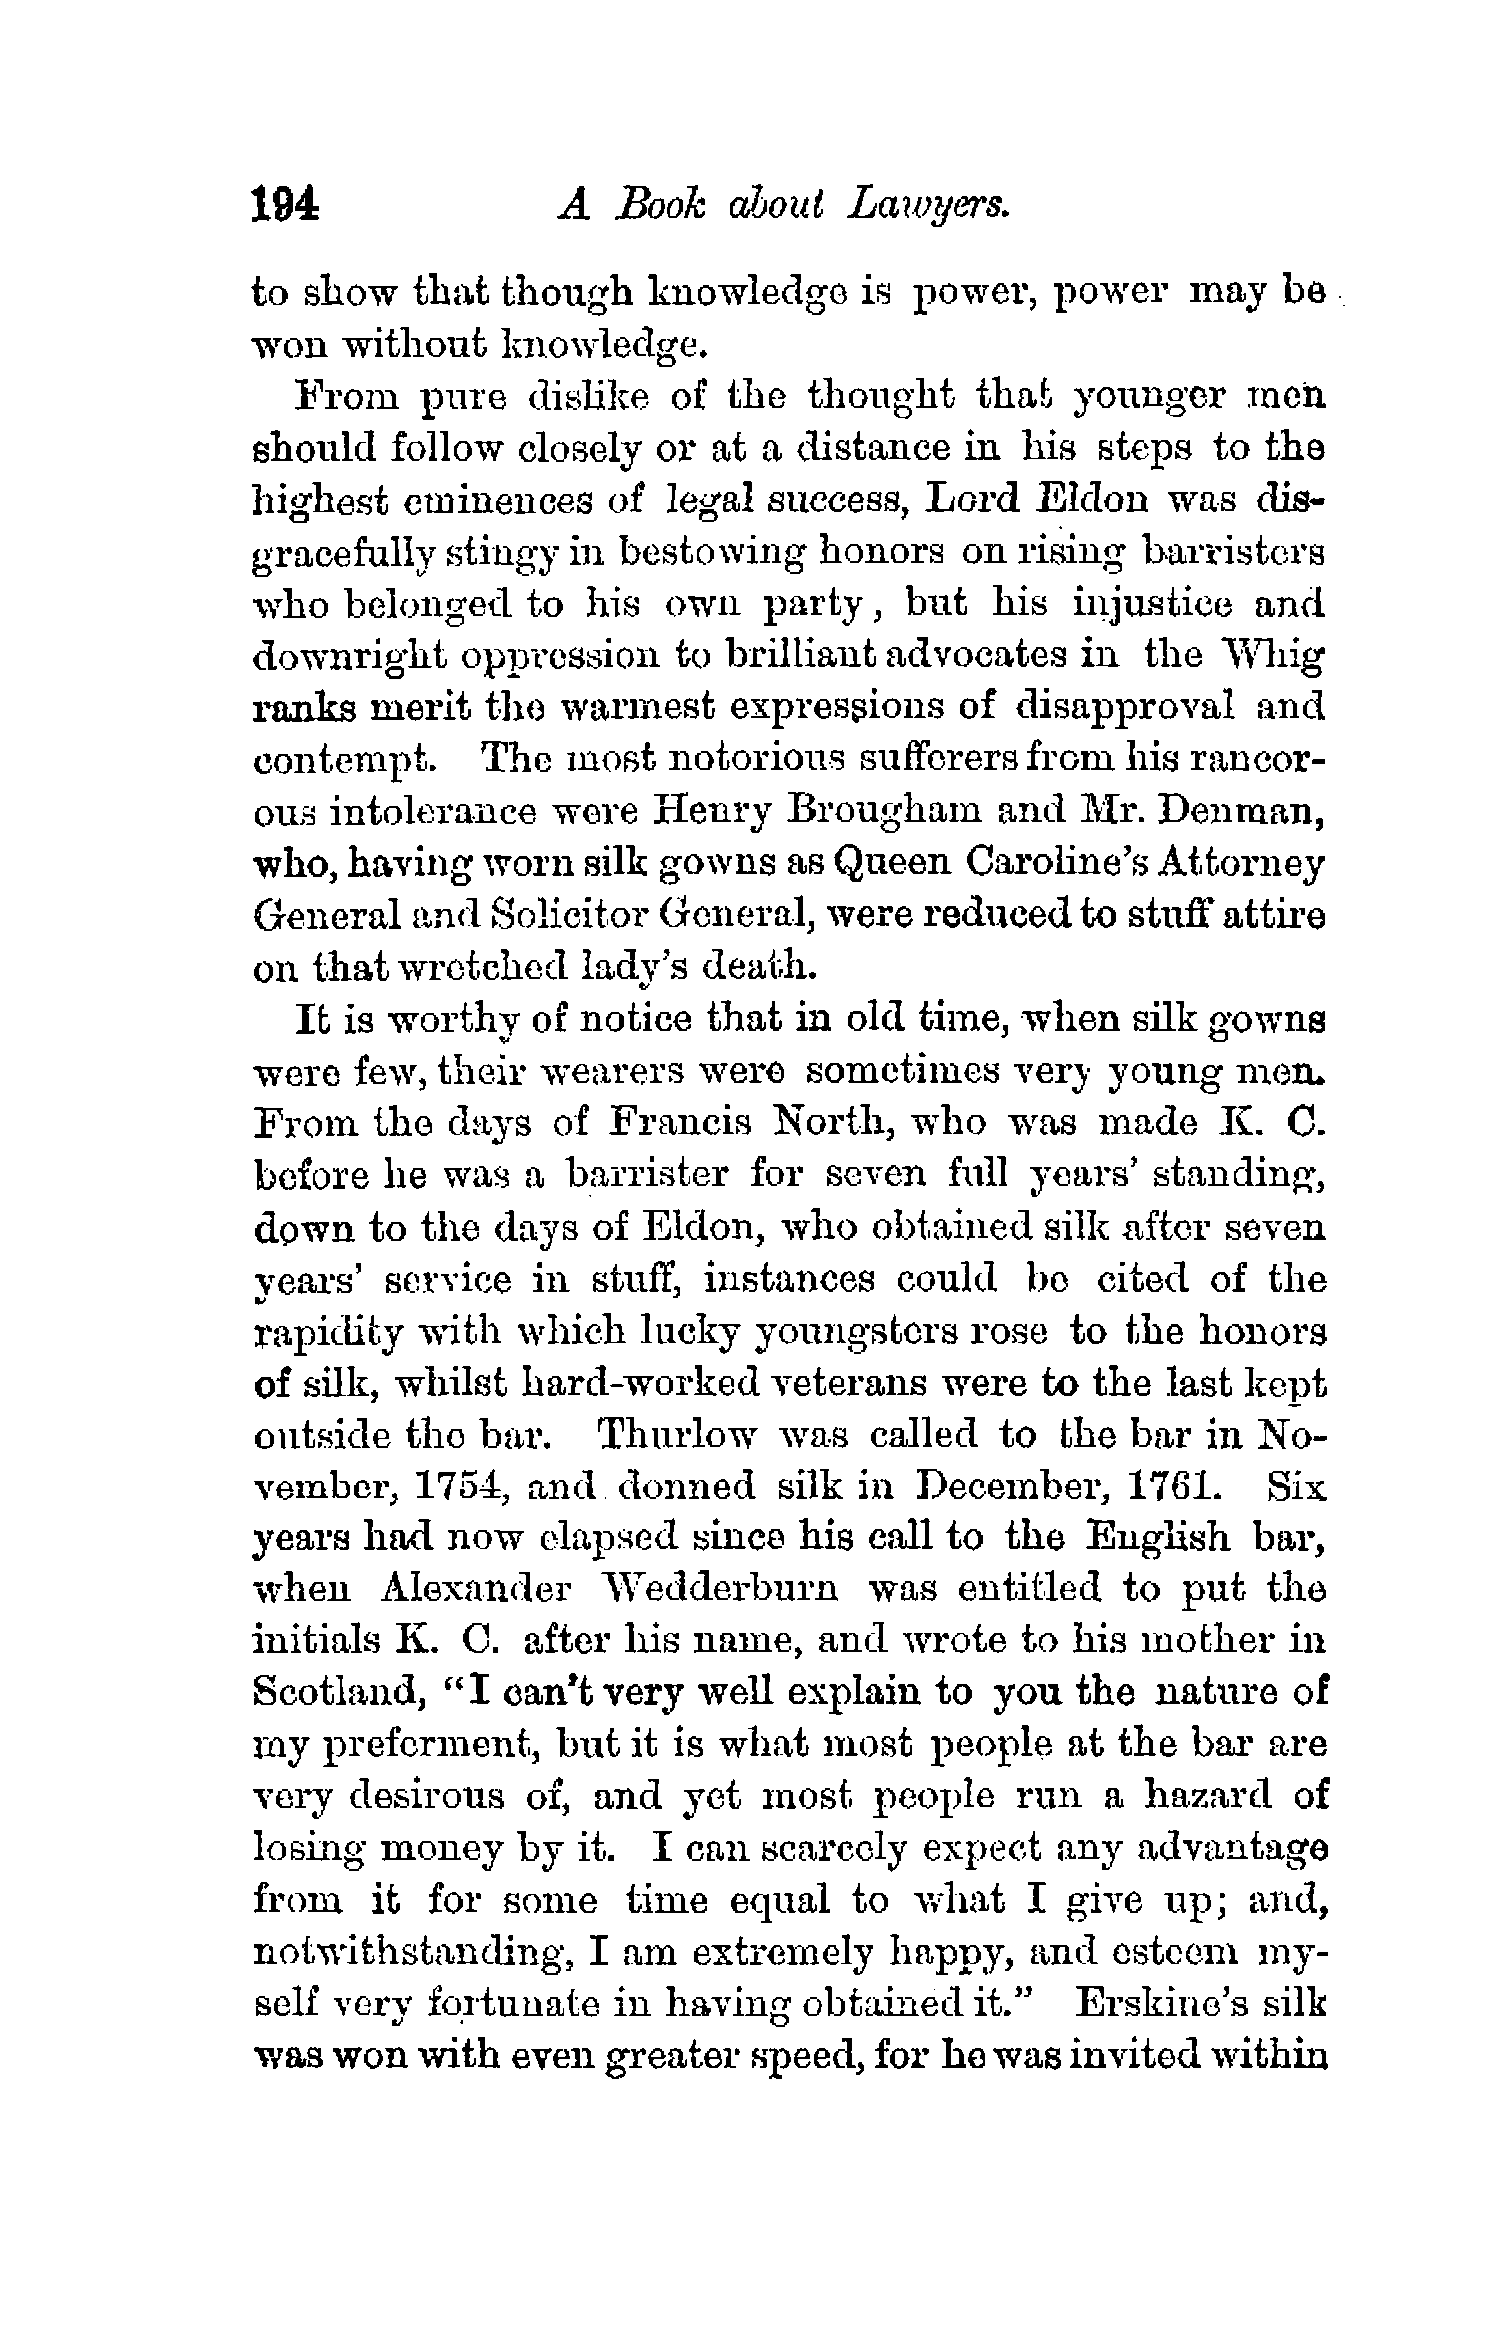 194 A Book about Lawyers.
to show that though knowledge is power, power may be
won without knowledge.
From pure dislike of the thought that younger men
should follow closely or at a distance in his steps to the
highest eminences of legal success, Lord Eldon was dis-
gracefully stingy in bestowing honors on rising barristers
who belonged to his own party, but his injustice and
downright oppression to brilliant advocates in the Whig
ranks merit the warmest expressions of disapproval and
contempt. The most notorious sufferers from his rancor-
ous intolerance were Henry Brougham and Mr. Denman,
who, having worn silk gowns as Queen Caroline's Attorney
General and Solicitor General, were reduced to stuff attire
on that wretched lady's death.
It is worthy of notice that in old time, when silk gowns
were few, their wearers were sometimes very young men.
From the days of Francis North, who was made K. C.
before he was a barrister for seven full years' standing,
down to the days of Eldon, who obtained silk after seven
years' service in stuff, instances could be cited of the
rapidity with which lucky youngsters rose to the honors
of silk, whilst hard-worked veterans were to the last kept
outside the bar. Thurlow was called to the bar in No-
vember, 1754, and donned silk in December, 1761. Six
years had now elapsed since his call to the English bar,
when Alexander Wedderburn was entitled to put the
initials K. C. after his name, and wrote to his mother in
Scotland, "I can't very well explain to you the nature of
my preferment, but it is what most people at the bar are
very desirous of, and yet most people run a hazard of
losing money by it. I can scarcely expect any advantage
from it for some time equal to what I give up; and,
notwithstanding, I am extremely happy, and esteem my-
self very fortunate in having obtained it." Erskine's silk
was won with even greater speed, for he was invited within